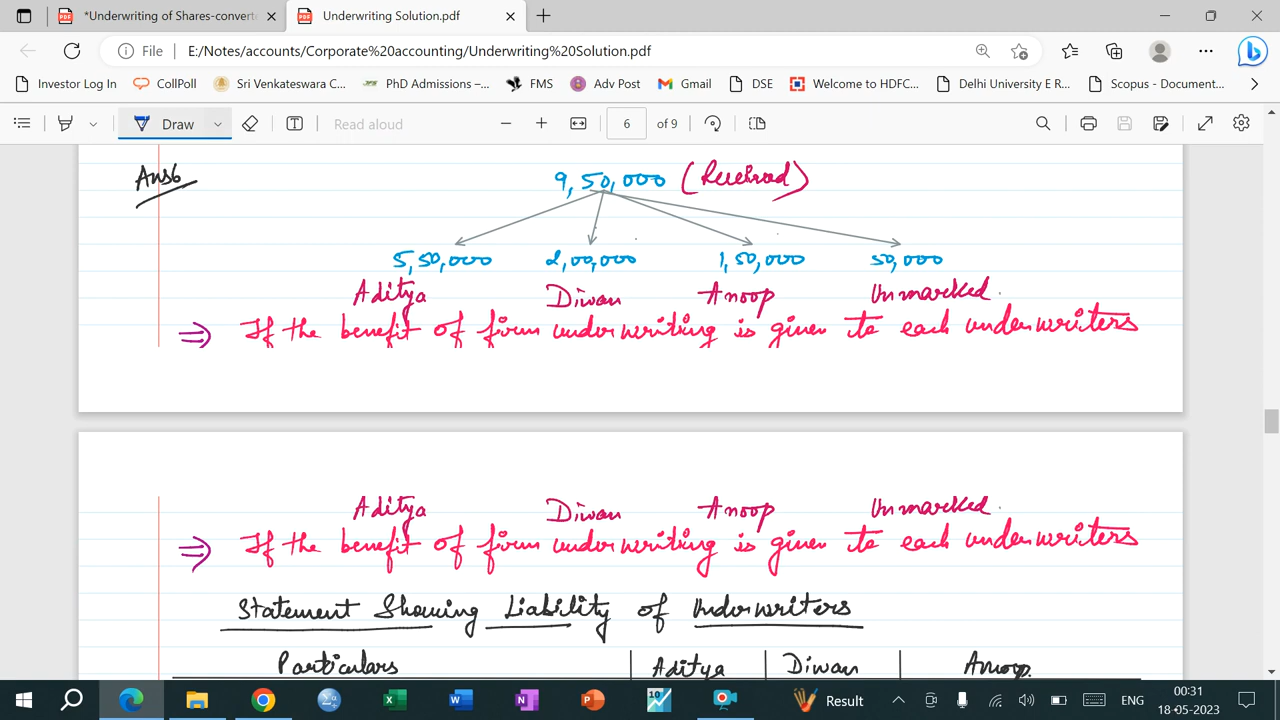 *Underwriting of Shares-convert
Underwriting Solution.pdf
File
E:/Notes/accounts/Corporate%20accounting/Underwriting%20Solution.pdf
Investor Log In
CollPoll
Sri Venkateswara C...
PhD Admissions –...
FMS
Adv Post
Gmail
DSE
Welcome to HDFC...
Delhi University E R...
Scopus - Document...
Draw
Read aloud
6 of 9
Ans6
9,50,000 (Received)
5,50,000 2,00,000 1,50,000 50,000
Aditya Diwan Anoop Unmarked
⇒ If the benefit of firm underwriting is given to each underwriters
Aditya Diwan Anoop Unmarked
⇒ If the benefit of firm underwriting is given to each underwriters
Statement Showing Liability of Underwriters
Particulars Aditya Diwan Anoop
Result
ENG
00:31
18-05-2023